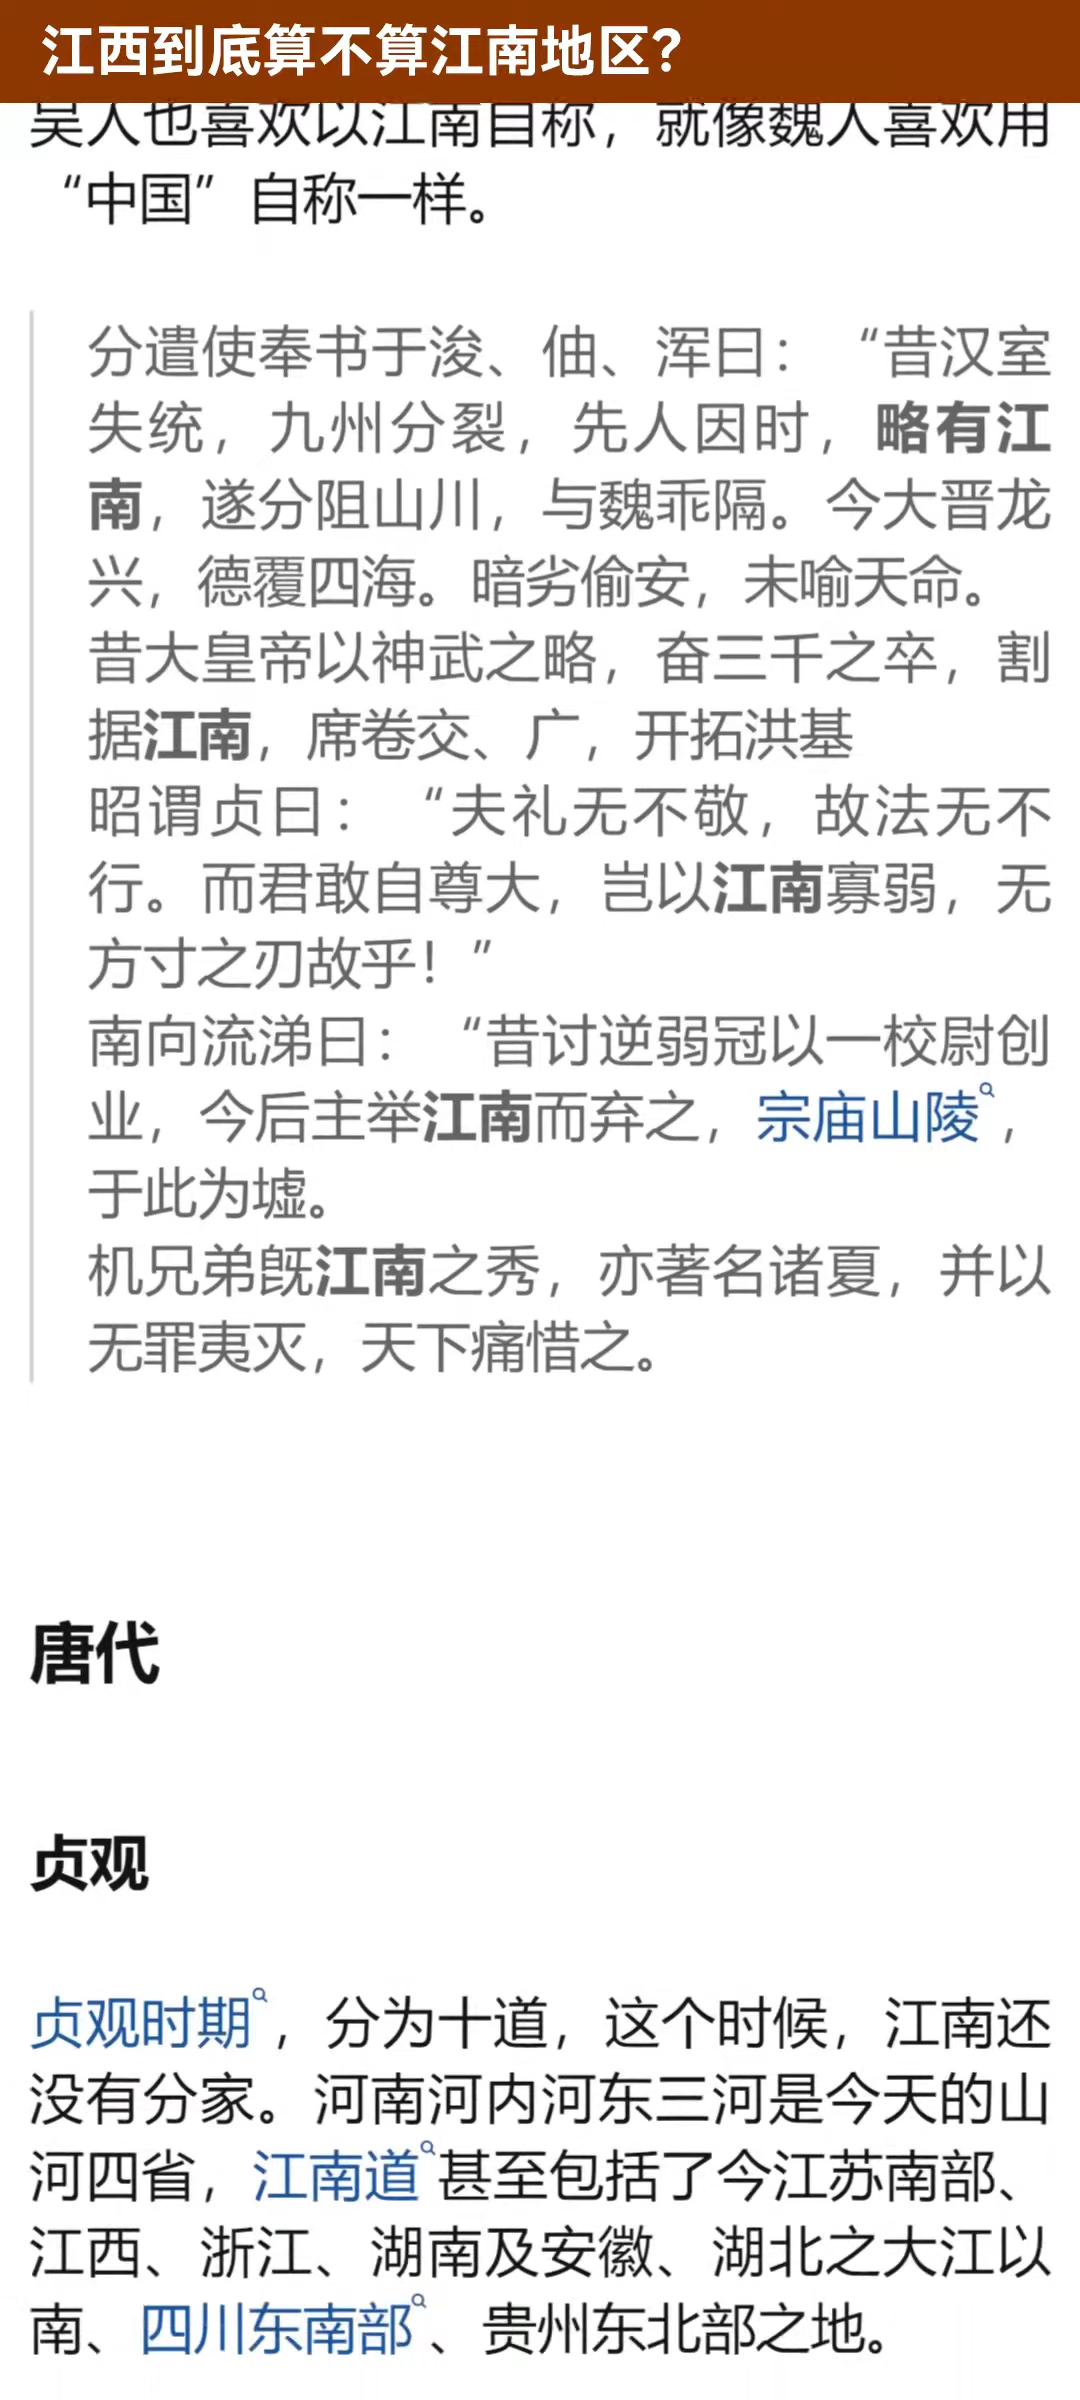 江西到底算不算江南地区？
吴人也喜欢以江南自称，就像魏人喜欢用
“中国”自称一样。
分遣使奉书于浚、伷、浑曰：“昔汉室
失统，九州分裂，先人因时，略有江
南，遂分阻山川，与魏乖隔。今大晋龙
兴，德覆四海。暗劣偷安，未喻天命。
昔大皇帝以神武之略，奋三千之卒，割
据江南，席卷交、广，开拓洪基
昭谓贞曰：“夫礼无不敬，故法无不
行。而君敢自尊大，岂以江南寡弱，无
方寸之刃故乎！”
南向流涕曰：“昔讨逆弱冠以一校尉创
业，今后主举江南而弃之，宗庙山陵，
于此为墟。
机兄弟既江南之秀，亦著名诸夏，并以
无罪夷灭，天下痛惜之。
唐代
贞观
贞观时期，分为十道，这个时候，江南还
没有分家。河南河内河东三河是今天的山
河四省，江南道甚至包括了今江苏南部、
江西、浙江、湖南及安徽、湖北之大江以
南、四川东南部、贵州东北部之地。